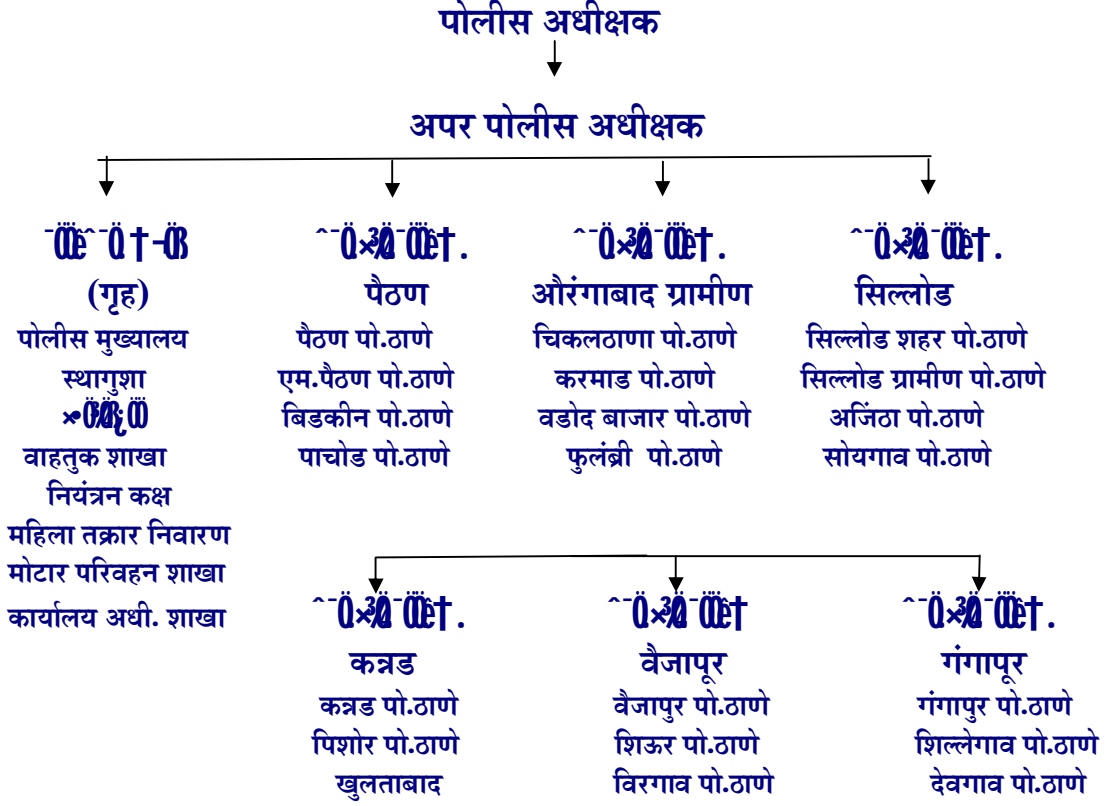 पोलीस अधीक्षक
अपर पोलीस अधीक्षक
(गृह)
पोलीस मुख्यालय
स्थागुशा
वाहतुक शाखा
नियंत्रन कक्ष
महिला तक्रार निवारण
मोटार परिवहन शाखा
कार्यालय अधी. शाखा
पैठण
पैठण पो.ठाणे
एम.पैठण पो.ठाणे
बिडकीन पो.ठाणे
पाचोड पो.ठाणे
औरंगाबाद ग्रामीण
चिकलठाणा पो.ठाणे
करमाड पो.ठाणे
वडोद बाजार पो.ठाणे
फुलंब्री पो.ठाणे
सिल्लोड
सिल्लोड शहर पो.ठाणे
सिल्लोड ग्रामीण पो.ठाणे
अजिंठा पो.ठाणे
सोयगाव पो.ठाणे
कन्नड
कन्नड पो.ठाणे
पिशोर पो.ठाणे
खुलताबाद
वैजापूर
वैजापुर पो.ठाणे
शिऊर पो.ठाणे
विरगाव पो.ठाणे
गंगापूर
गंगापुर पो.ठाणे
शिल्लेगाव पो.ठाणे
देवगाव पो.ठाणे